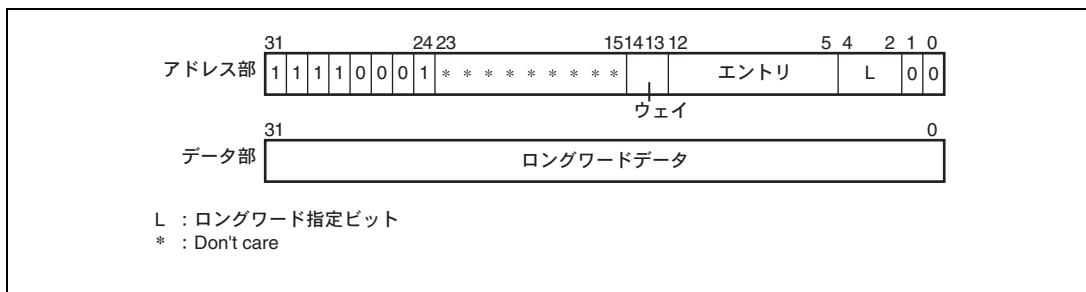 31 24 23 15 14 13 12 5 4 2 1 0
アドレス部 1 1 1 1 0 0 0 1 * * * * * * * * * エントリ L 0 0
ウェイ
31 0
データ部 ロングワードデータ
L : ロングワード指定ビット
* : Don't care